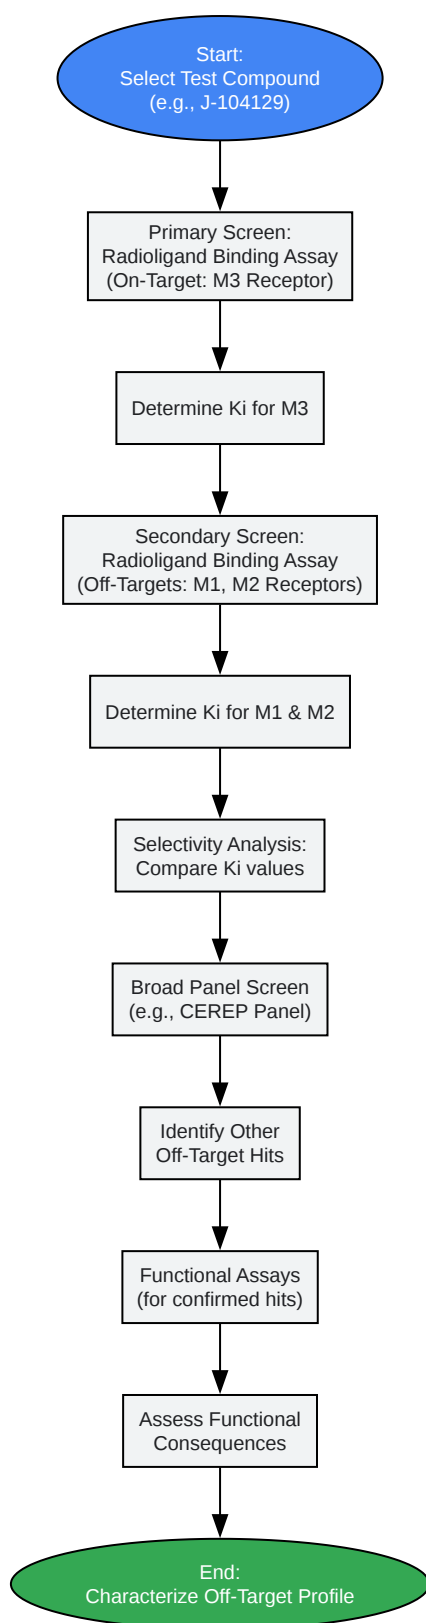 Start:
Select Test Compound
(e.g., J-104129)
Primary Screen:
Radioligand Binding Assay
(On-Target: M3 Receptor)
Determine Ki for M3
Secondary Screen:
Radioligand Binding Assay
(Off-Targets: M1, M2 Receptors)
Determine Ki for M1 & M2
Selectivity Analysis:
Compare Ki values
Broad Panel Screen
(e.g., CEREP Panel)
Identify Other
Off-Target Hits
Functional Assays
(for confirmed hits)
Assess Functional
Consequences
End:
Characterize Off-Target Profile